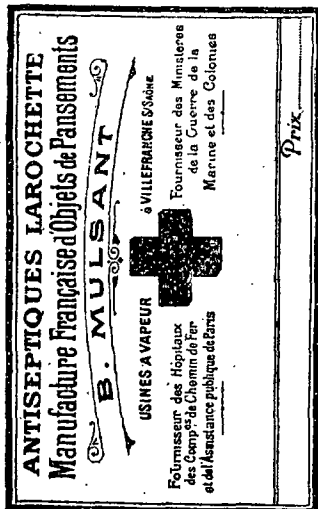 ANTISEPTIQUES LAROCHETTE
Manufacture Française d'Objets de Pansements
B. MULSANT
USINES A VAPEUR à VILLEFRANCHE S/SAÔNE
Fournisseur des Hôpitaux
des Comp^es de Chemin de Fer
et de l'Assistance publique de Paris
Fournisseur des Ministères
de la Guerre de la
Marine et des Colonies
Prix